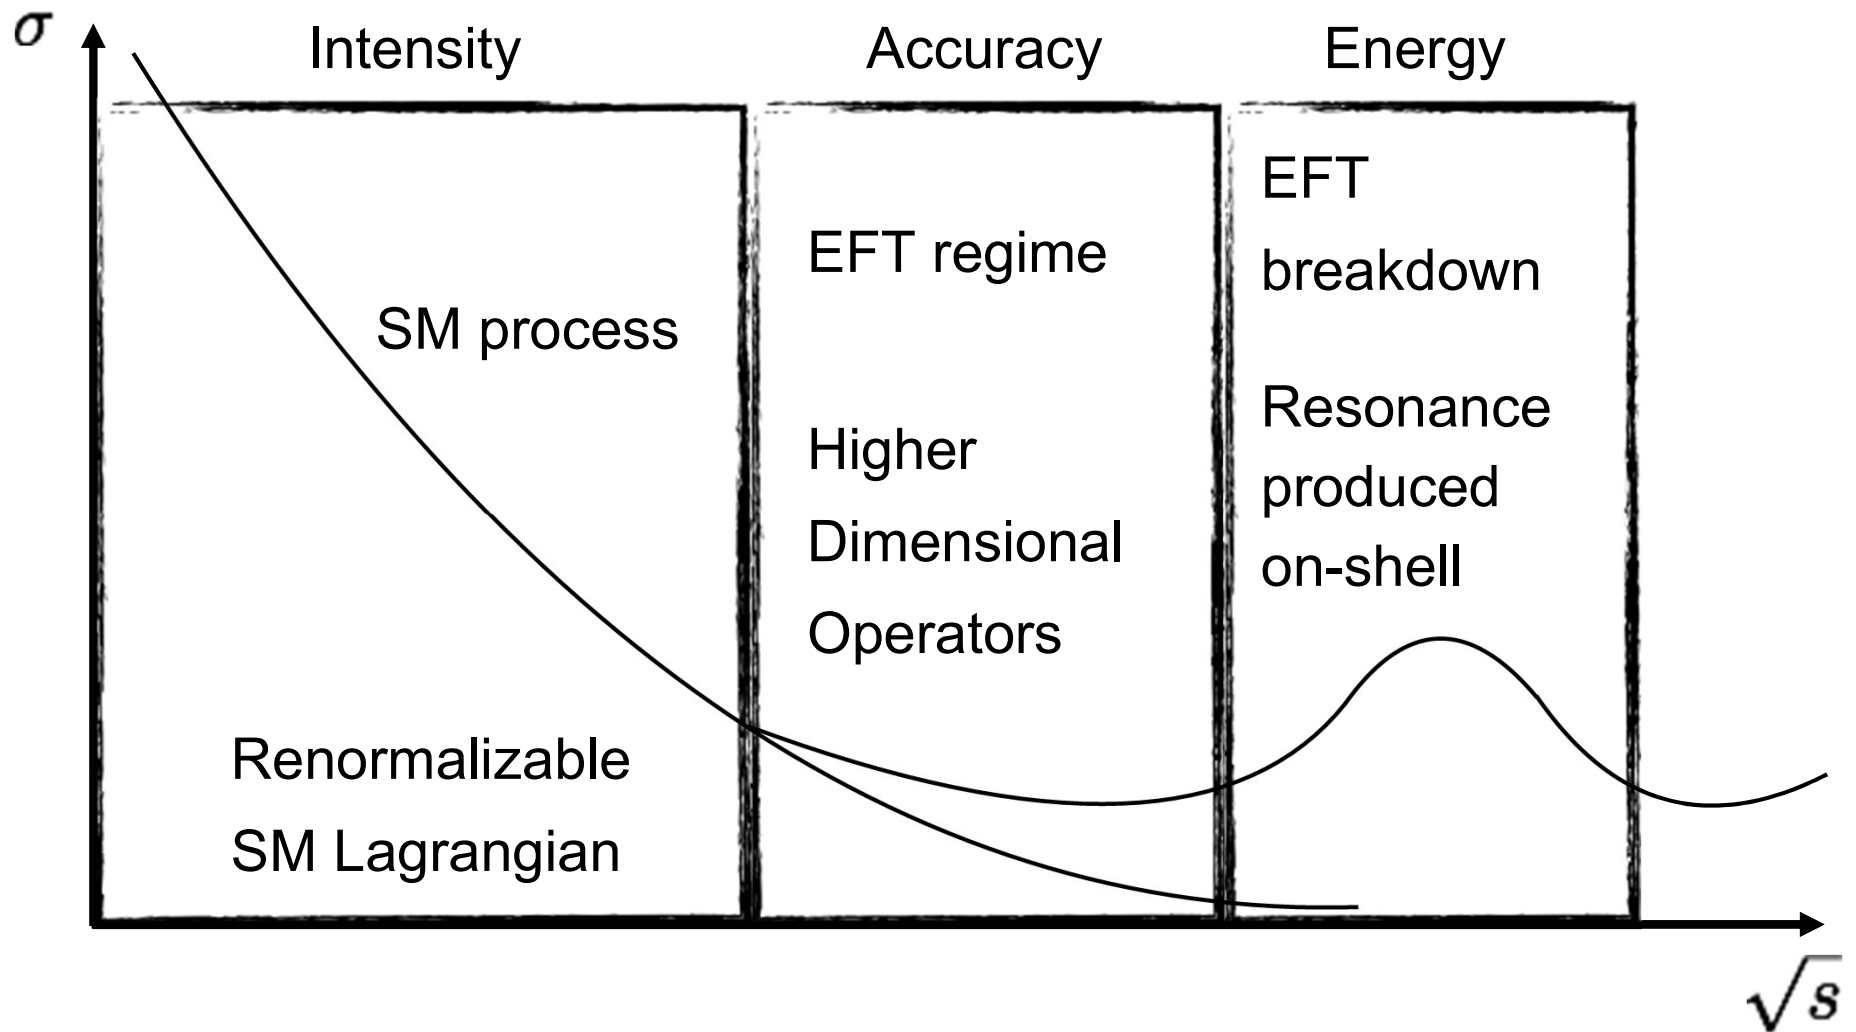 σ
Intensity
Accuracy
Energy
SM process
Renormalizable
SM Lagrangian
EFT regime
Higher
Dimensional
Operators
EFT
breakdown
Resonance
produced
on-shell
√s